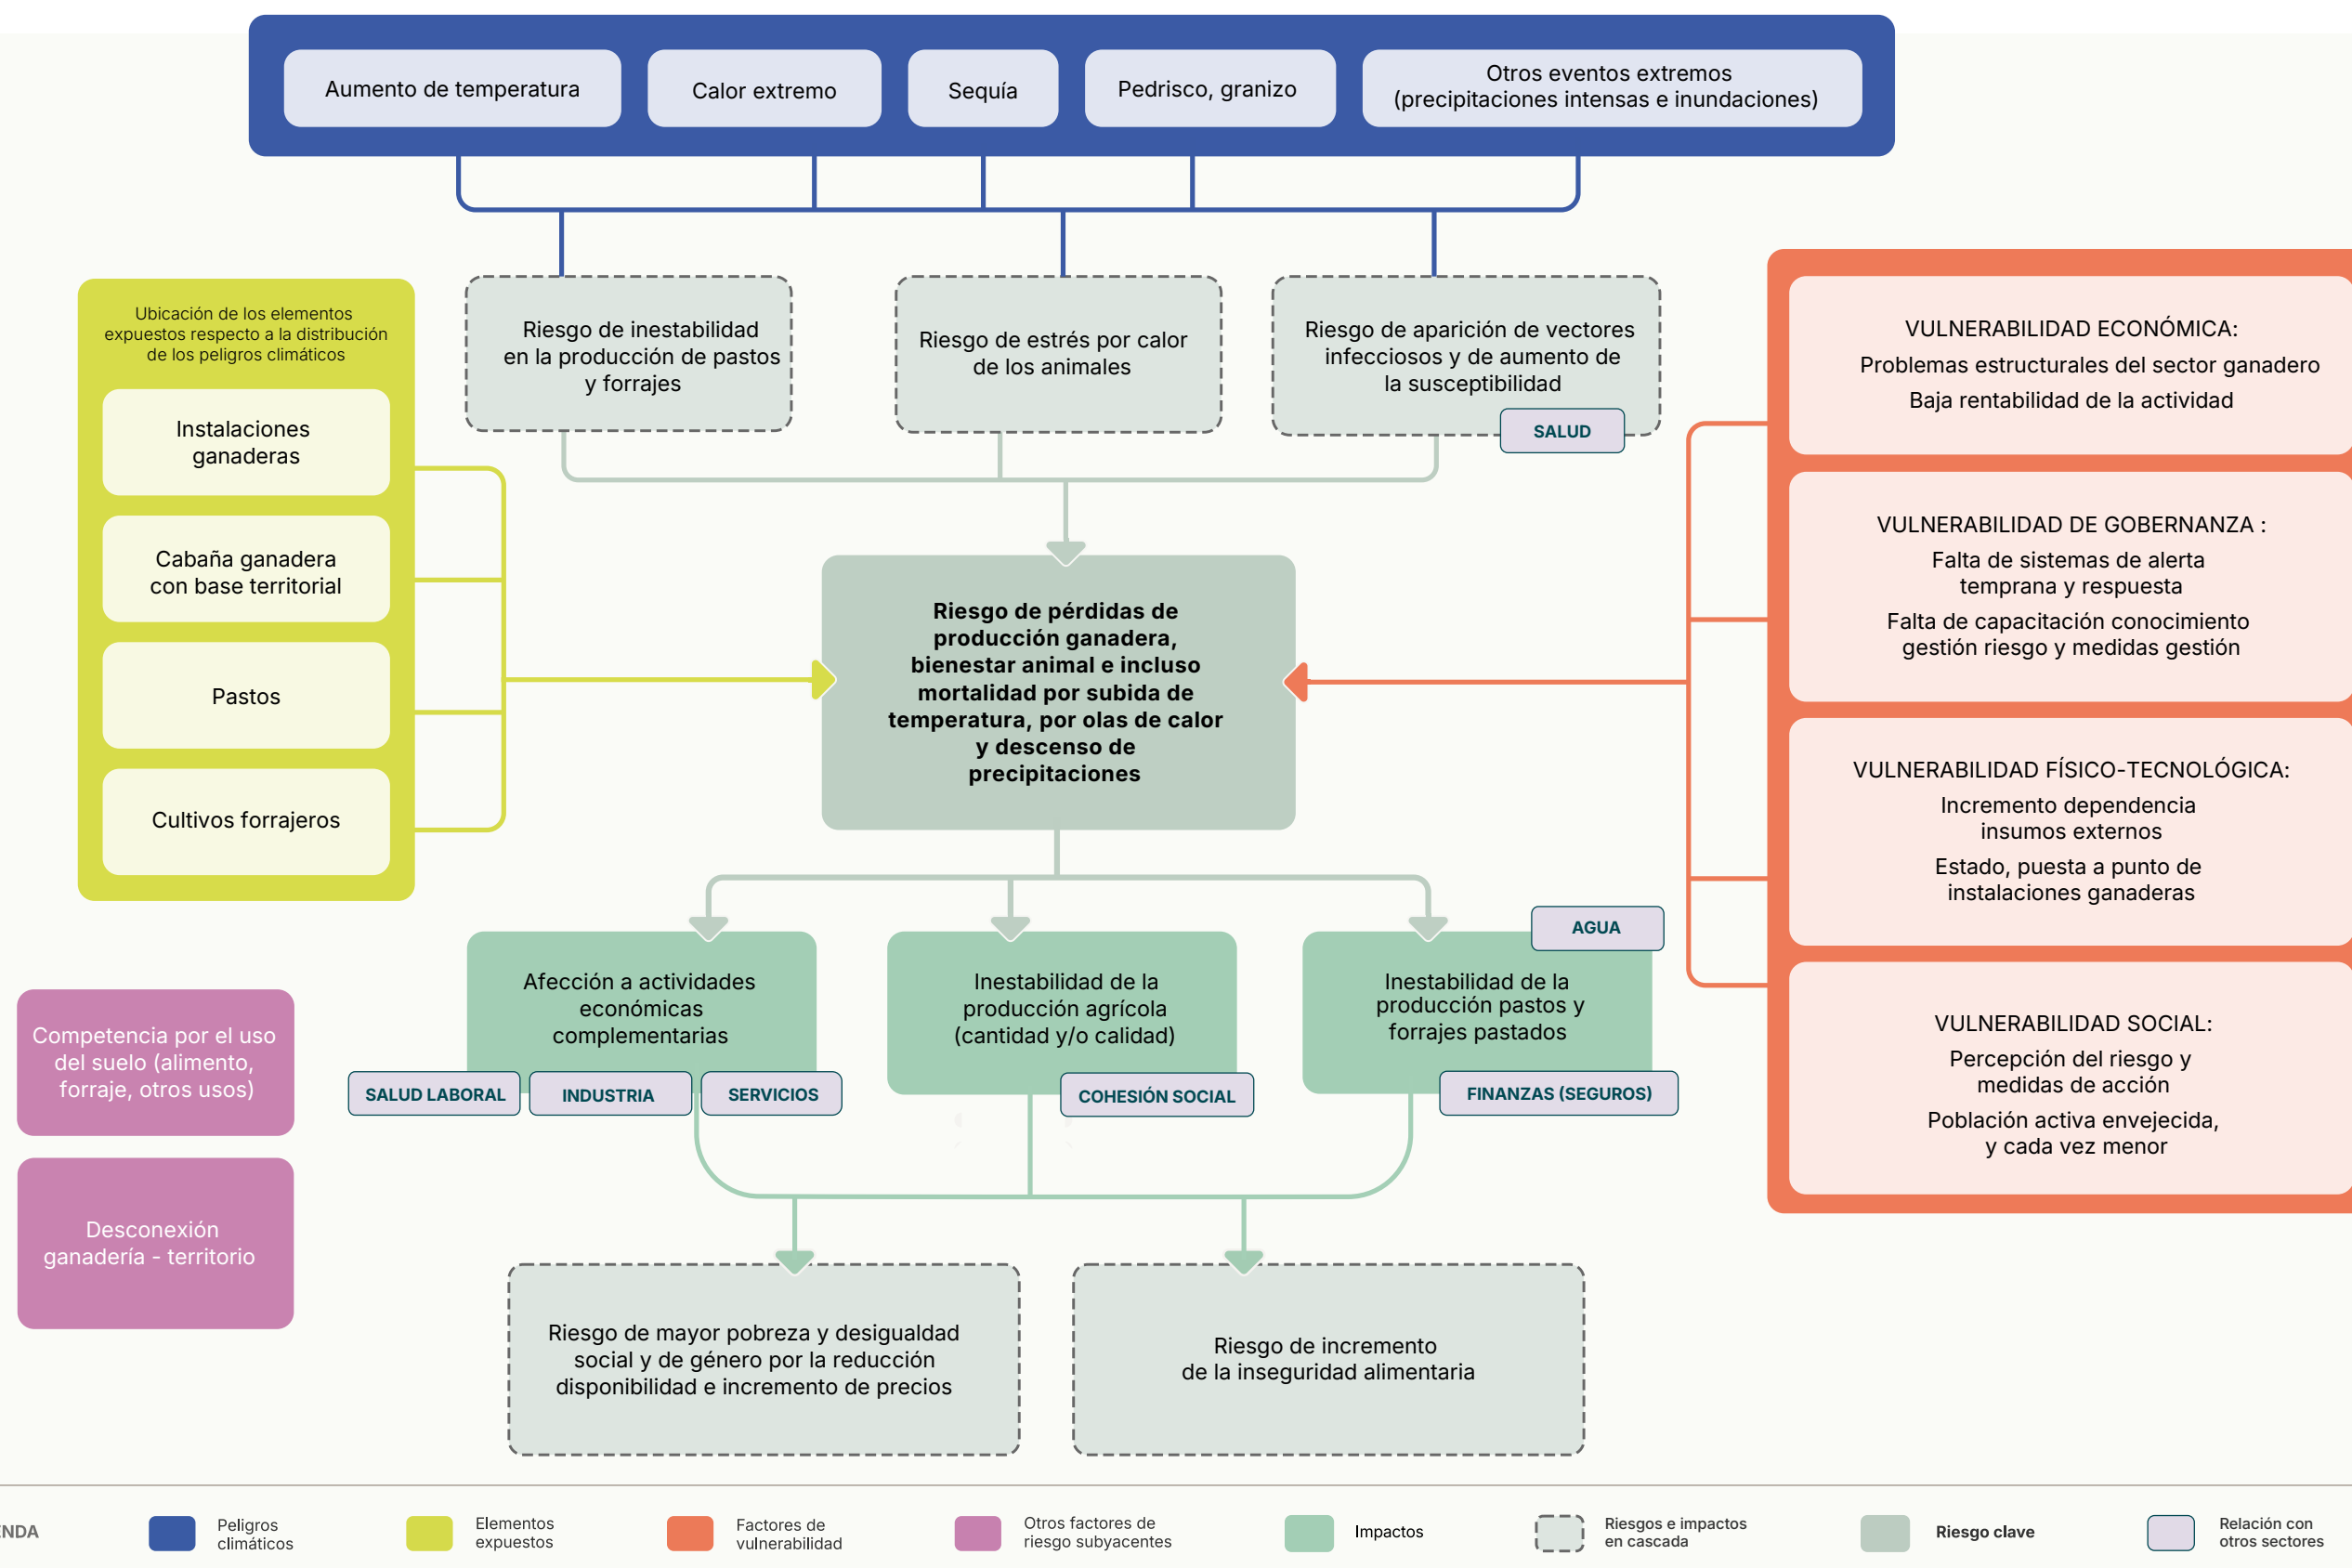 Aumento de temperatura
Calor extremo
Sequía
Pedrisco, granizo
Otros eventos extremos
(precipitaciones intensas e inundaciones)
Ubicación de los elementos
expuestos respecto a la distribución
de los peligros climáticos
Instalaciones
ganaderas
Cabaña ganadera
con base territorial
Pastos
Cultivos forrajeros
Riesgo de inestabilidad
en la producción de pastos
y forrajes
Riesgo de estrés por calor
de los animales
Riesgo de aparición de vectores
infecciosos y de aumento de
la susceptibilidad
SALUD
VULNERABILIDAD ECONÓMICA:
Problemas estructurales del sector ganadero
Baja rentabilidad de la actividad
VULNERABILIDAD DE GOBERNANZA :
Falta de sistemas de alerta
temprana y respuesta
Falta de capacitación conocimiento
gestión riesgo y medidas gestión
VULNERABILIDAD FÍSICO-TECNOLÓGICA:
Incremento dependencia
insumos externos
Estado, puesta a punto de
instalaciones ganaderas
VULNERABILIDAD SOCIAL:
Percepción del riesgo y
medidas de acción
Población activa envejecida,
y cada vez menor
Riesgo de pérdidas de
producción ganadera,
bienestar animal e incluso
mortalidad por subida de
temperatura, por olas de calor
y descenso de
precipitaciones
Afección a actividades
económicas
complementarias
SALUD LABORAL
INDUSTRIA
SERVICIOS
Inestabilidad de la
producción agrícola
(cantidad y/o calidad)
COHESIÓN SOCIAL
AGUA
Inestabilidad de la
producción pastos y
forrajes pastados
FINANZAS (SEGUROS)
Competencia por el uso
del suelo (alimento,
forraje, otros usos)
Desconexión
ganadería - territorio
Riesgo de mayor pobreza y desigualdad
social y de género por la reducción
disponibilidad e incremento de precios
Riesgo de incremento
de la inseguridad alimentaria
ENDA
Peligros
climáticos
Elementos
expuestos
Factores de
vulnerabilidad
Otros factores de
riesgo subyacentes
Impactos
Riesgos e impactos
en cascada
Riesgo clave
Relación con
otros sectores